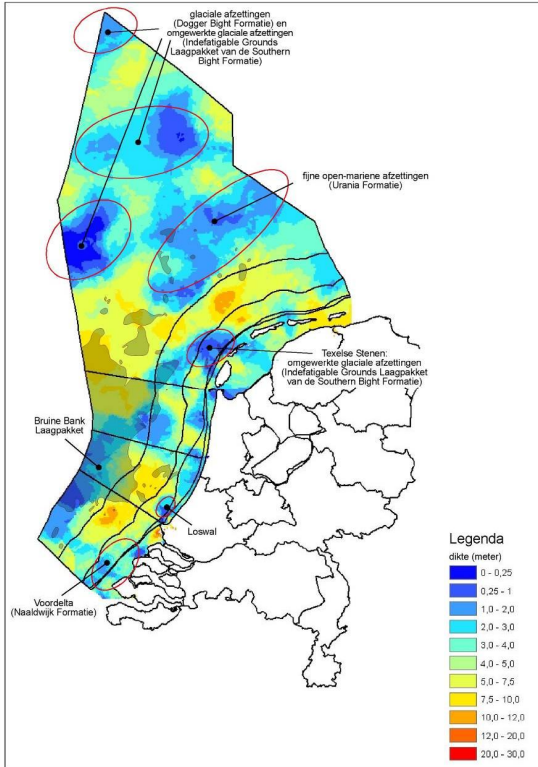 glaciale afzettingen
(Dogger Bight Formatie) en
omgewerkte glaciale afzettingen
(Indefatigable Grounds
Laagpakket van de Southern
Bight Formatie)
fijne open-mariene afzettingen
(Urania Formatie)
Texelse Stenen:
omgewerkte glaciale afzettingen
(Indefatigable Grounds Laagpakket
van de Southern Bight Formatie)
Bruine Bank
Laagpakket
Loswal
Voordelta
(Naaldwijk Formatie)
Legenda
dikte (meter)
0 - 0,25
0,25 - 1
1,0 - 2,0
2,0 - 3,0
3,0 - 4,0
4,0 - 5,0
5,0 - 7,5
7,5 - 10,0
10,0 - 12,0
12,0 - 20,0
20,0 - 30,0